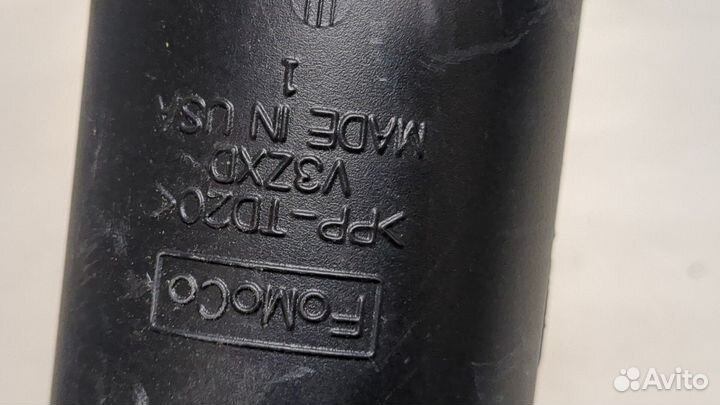 FoMoCo
>PP-TD20<
V3ZXD
MADE IN USA
1
Avito